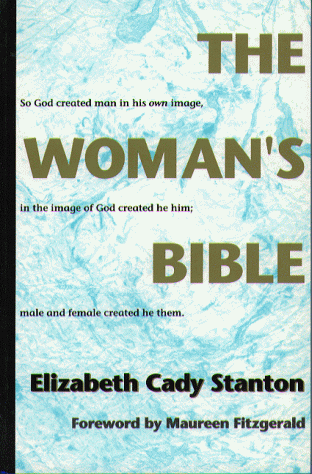 THE
So God created man in his own image,
WOMAN'S
in the image of God created he him;
BIBLE
male and female created he them.
Elizabeth Cady Stanton
Foreword by Maureen Fitzgerald